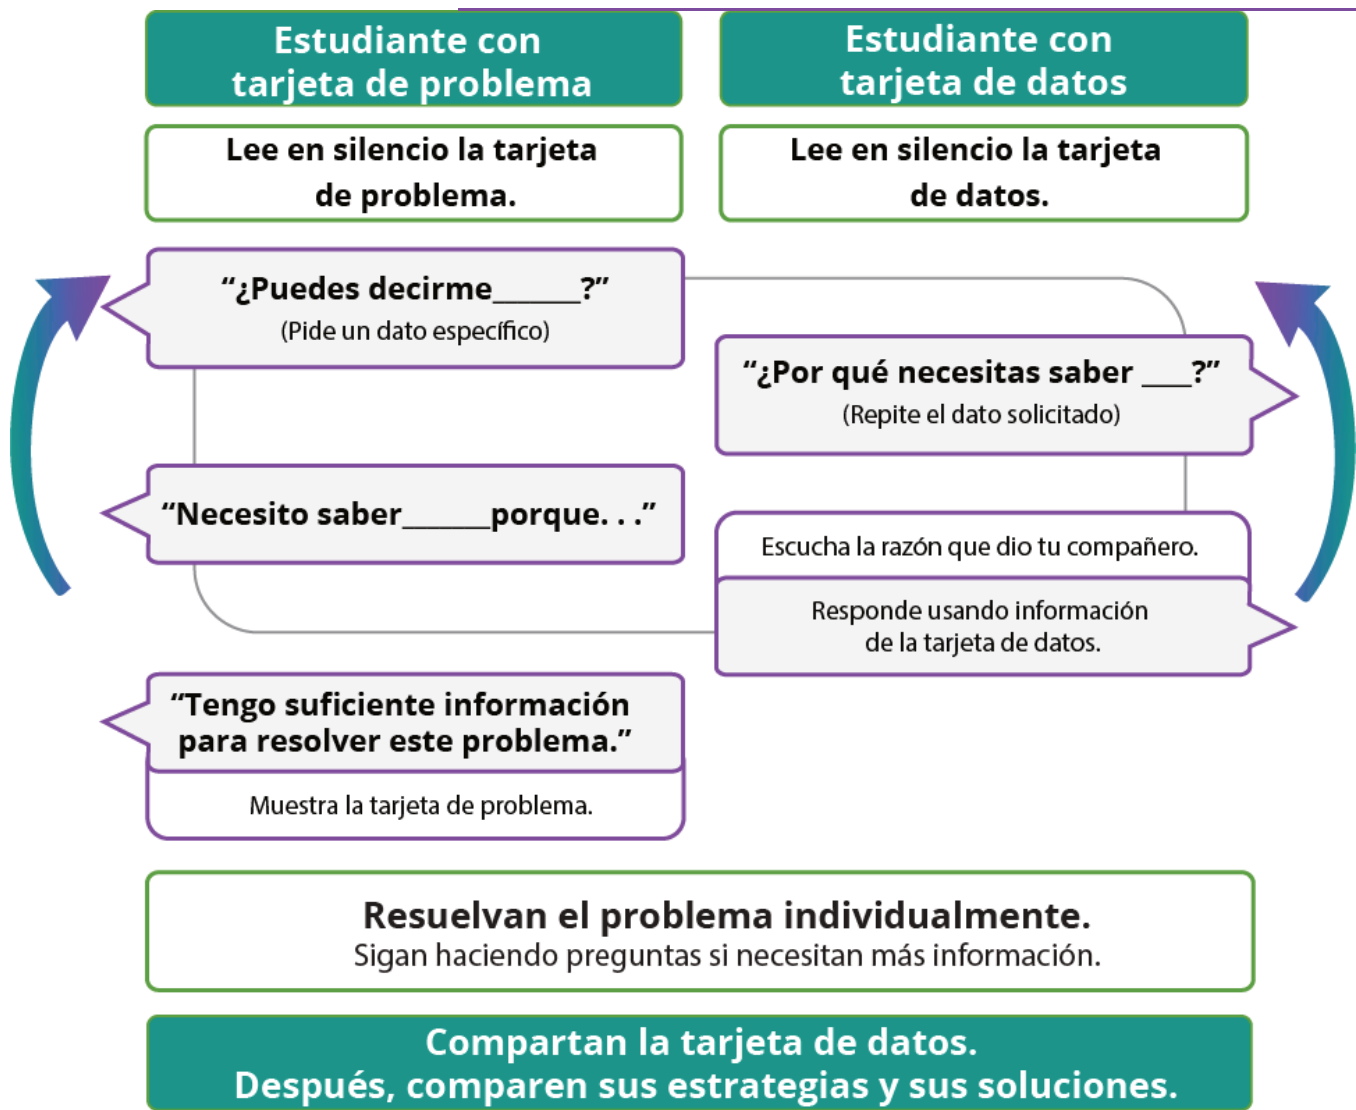 Estudiante con
tarjeta de problema
Estudiante con
tarjeta de datos
Lee en silencio la tarjeta
de problema.
Lee en silencio la tarjeta
de datos.
“¿Puedes decirme______?”
(Pide un dato específico)
“¿Por qué necesitas saber ___?”
(Repite el dato solicitado)
“Necesito saber______porque. . .”
Escucha la razón que dio tu compañero.
Responde usando información
de la tarjeta de datos.
“Tengo suficiente información
para resolver este problema.”
Muestra la tarjeta de problema.
Resuelvan el problema individualmente.
Sigan haciendo preguntas si necesitan más información.
Compartan la tarjeta de datos.
Después, comparen sus estrategias y sus soluciones.